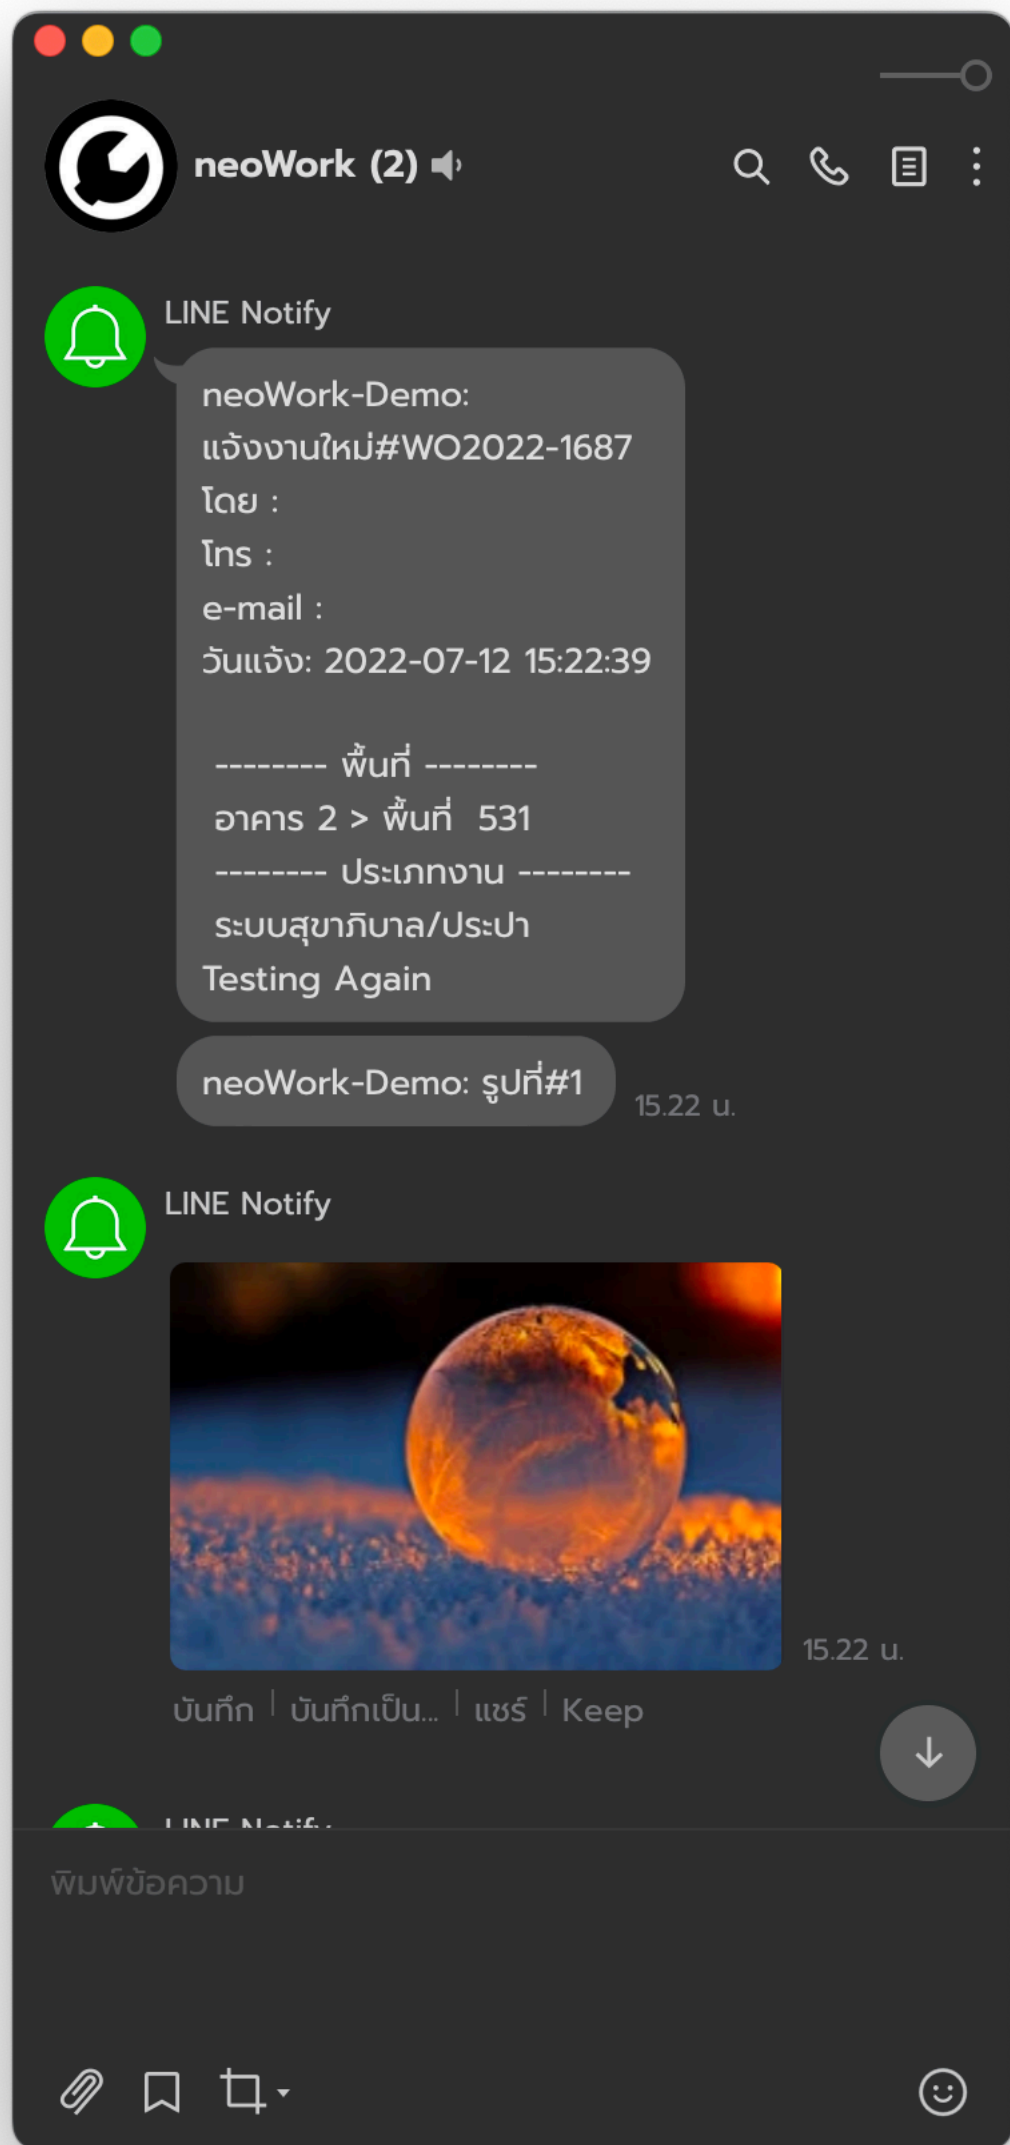 neoWork (2)
LINE Notify
neoWork-Demo:
แจ้งงานใหม่#WO2022-1687
โดย :
โทร :
e-mail :
วันแจ้ง: 2022-07-12 15:22:39
-------- พื้นที่ --------
อาคาร 2 > พื้นที่  531
-------- ประเภทงาน --------
ระบบสุขาภิบาล/ประปา
Testing Again
neoWork-Demo: รูปที่#1
15.22 น.
LINE Notify
15.22 น.
บันทึก | บันทึกเป็น... | แชร์ | Keep
LINE Notify
พิมพ์ข้อความ